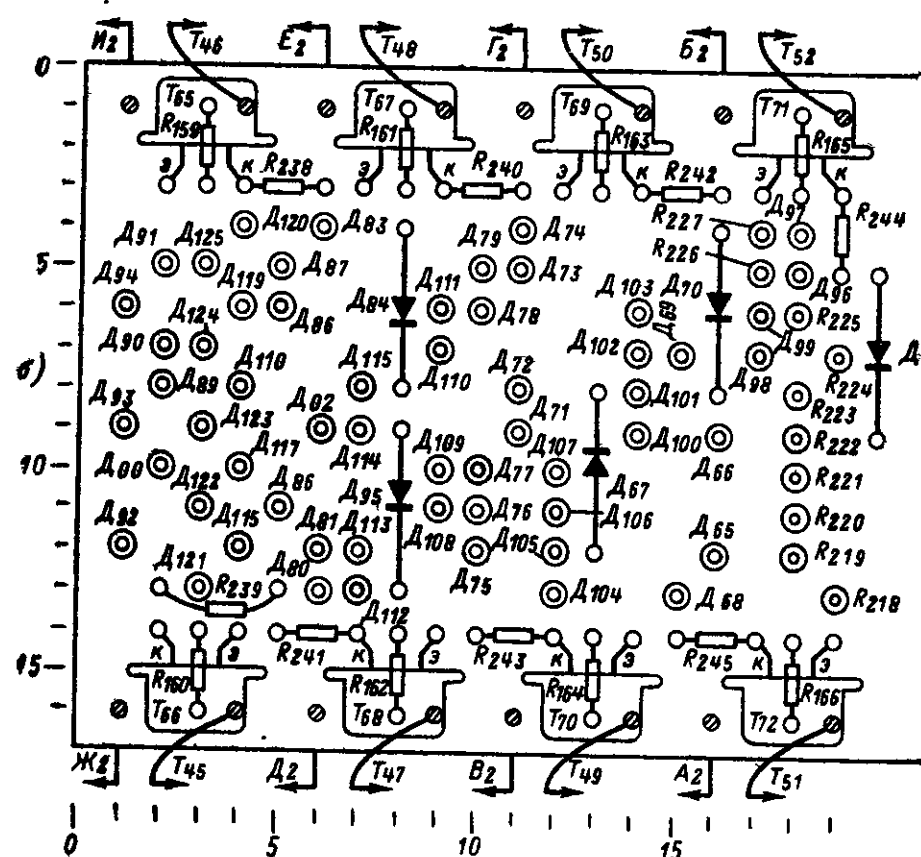 И2 Т46 Е2 Т48 Г2 Т50 Б2 Т52
0
Т65 Т67 Т69 Т71
R159 R161 R163 R165
Э К R238 Э К R240 Э К R242 Э К
R244
Д91 Д125 Д120 Д83 Д79 Д74 R227 Д97
5
Д94 Д119 Д87 Д111 Д73 R226
Д84 Д103 Д70 Д96
Д124 Д86 Д78 Д69 R225
Д90 Д102 Д99
б)
Д110 Д115 Д110 Д72 Д98 Д
Д89 R224
Д93 Д82 Д71 Д101 R223
Д123 Д109 Д107 Д100 R222
Д117 Д114 Д66
10
Д88 Д122 Д86 Д95 Д77 Д67 R221
Д92 Д115 Д81 Д113 Д76 Д106 R220
Д108 Д105 Д65 R219
Д121 R239 Д80 Д75
Д112 Д104 Д68 R218
15
К Э R241 К Э R243 К Э R245 К Э
R160 R162 R164 R166
Т66 Т68 Т70 Т72
Ж2 Т45 Д2 Т47 В2 Т49 А2 Т51
0 5 10 15